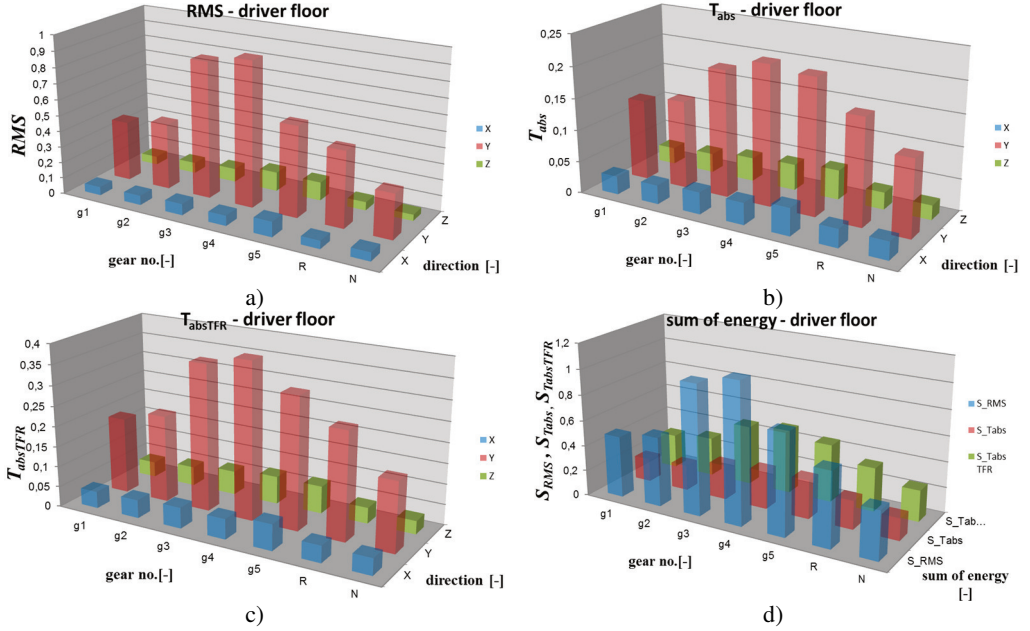 RMS - driver floor
1
0,9
0,8
0,7
0,6
0,5
0,4
0,3
0,2
0,1
0
RMS
g1
g2
g3
g4
g5
R
N
X
Y
Z
gear no.[-]
direction [-]
X
Y
Z
a)
Tabs - driver floor
0,25
0,2
0,15
0,1
0,05
0
Tabs
g1
g2
g3
g4
g5
R
N
X
Y
Z
gear no.[-]
direction [-]
X
Y
Z
b)
TabsTFR - driver floor
0,4
0,35
0,3
0,25
0,2
0,15
0,1
0,05
0
TabsTFR
g1
g2
g3
g4
g5
R
N
X
Y
Z
gear no.[-]
direction [-]
X
Y
Z
c)
sum of energy - driver floor
1,2
1
0,8
0,6
0,4
0,2
0
SRMS , STabs, STabsTFR
g1
g2
g3
g4
g5
R
N
S_RMS
S_Tabs
S_Tab...
gear no.[-]
sum of energy
[-]
S_RMS
S_Tabs
S_Tabs
TFR
d)